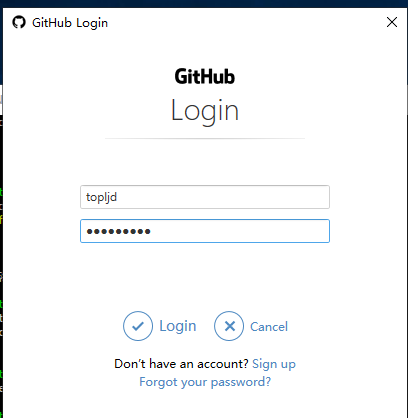 GitHub Login
GitHub
Login
topljd
●●●●●●●●●
Login
Cancel
Don't have an account? Sign up
Forgot your password?